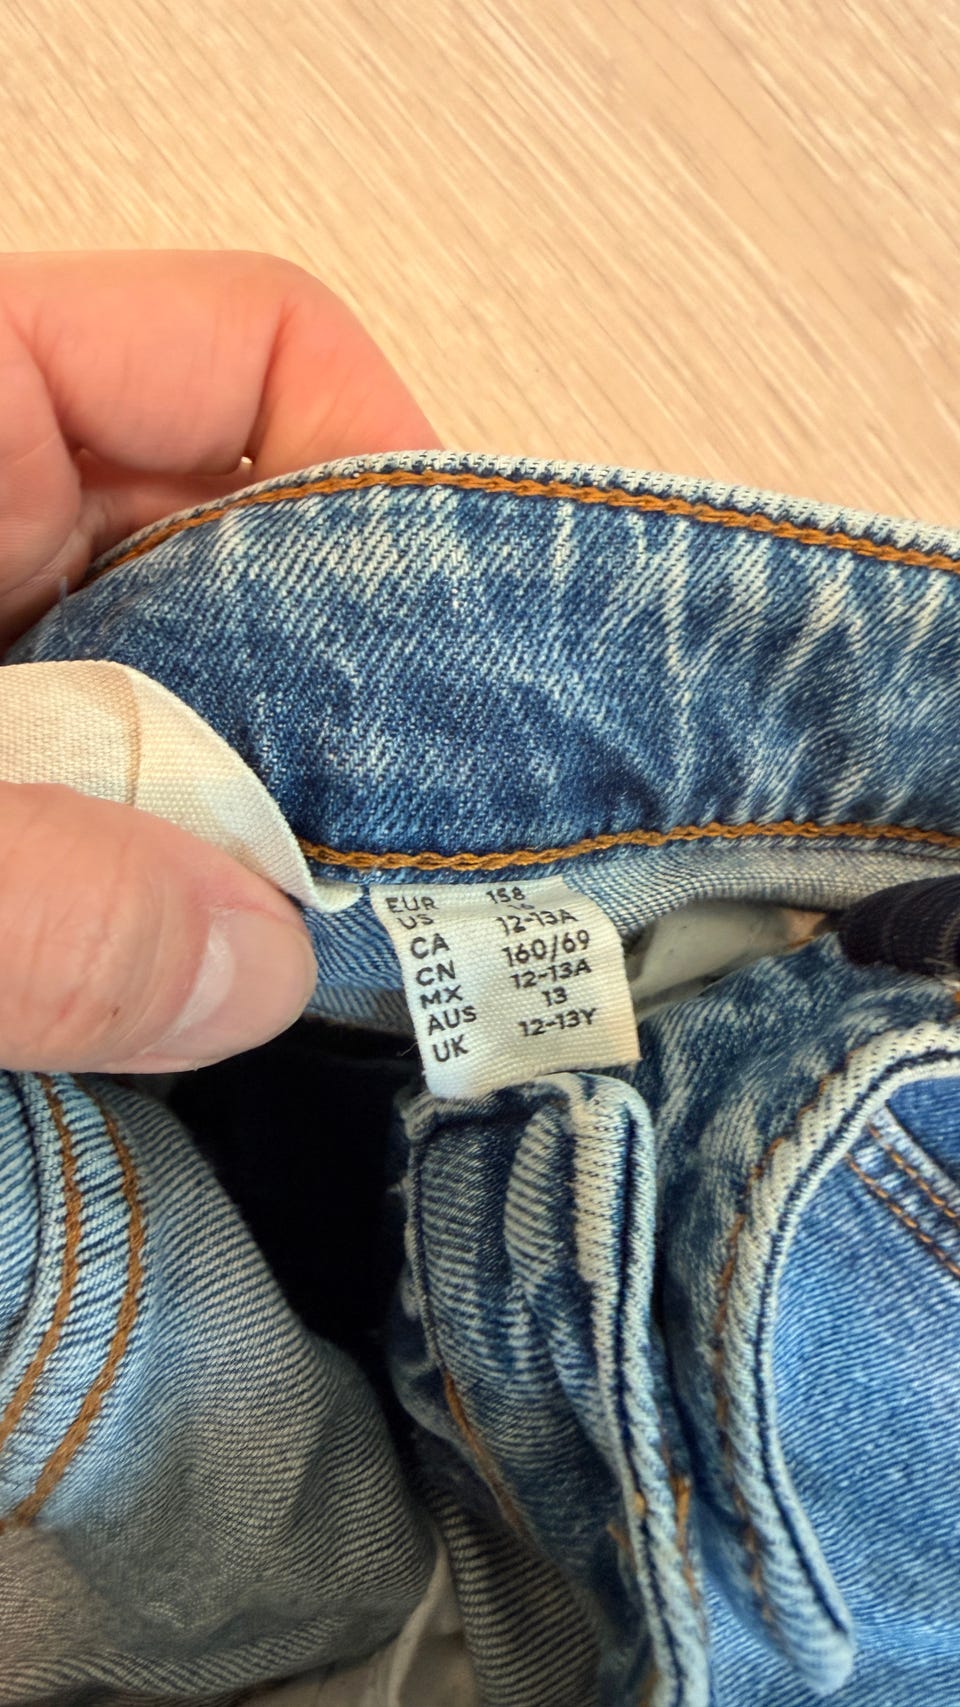 EUR 158
US
CA 12-13A
CN 160/69
MX 12-13A
AUS 13
UK 12-13Y